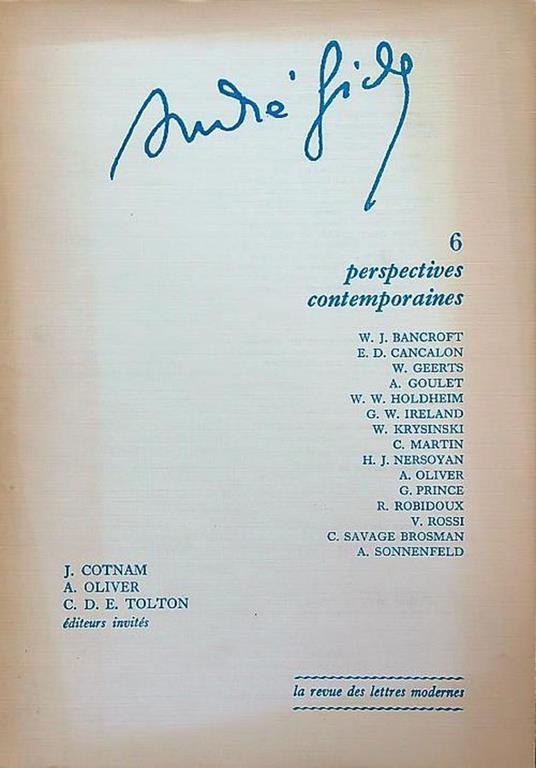 André Gide
6
perspectives
contemporaines
W. J. BANCROFT
E. D. CANCALON
W. GEERTS
A. GOULET
W. W. HOLDHEIM
G. W. IRELAND
W. KRYSINSKI
C. MARTIN
H. J. NERSOYAN
A. OLIVER
G. PRINCE
R. ROBIDOUX
V. ROSSI
C. SAVAGE BROSMAN
A. SONNENFELD
J. COTNAM
A. OLIVER
C. D. E. TOLTON
éditeurs invités
la revue des lettres modernes